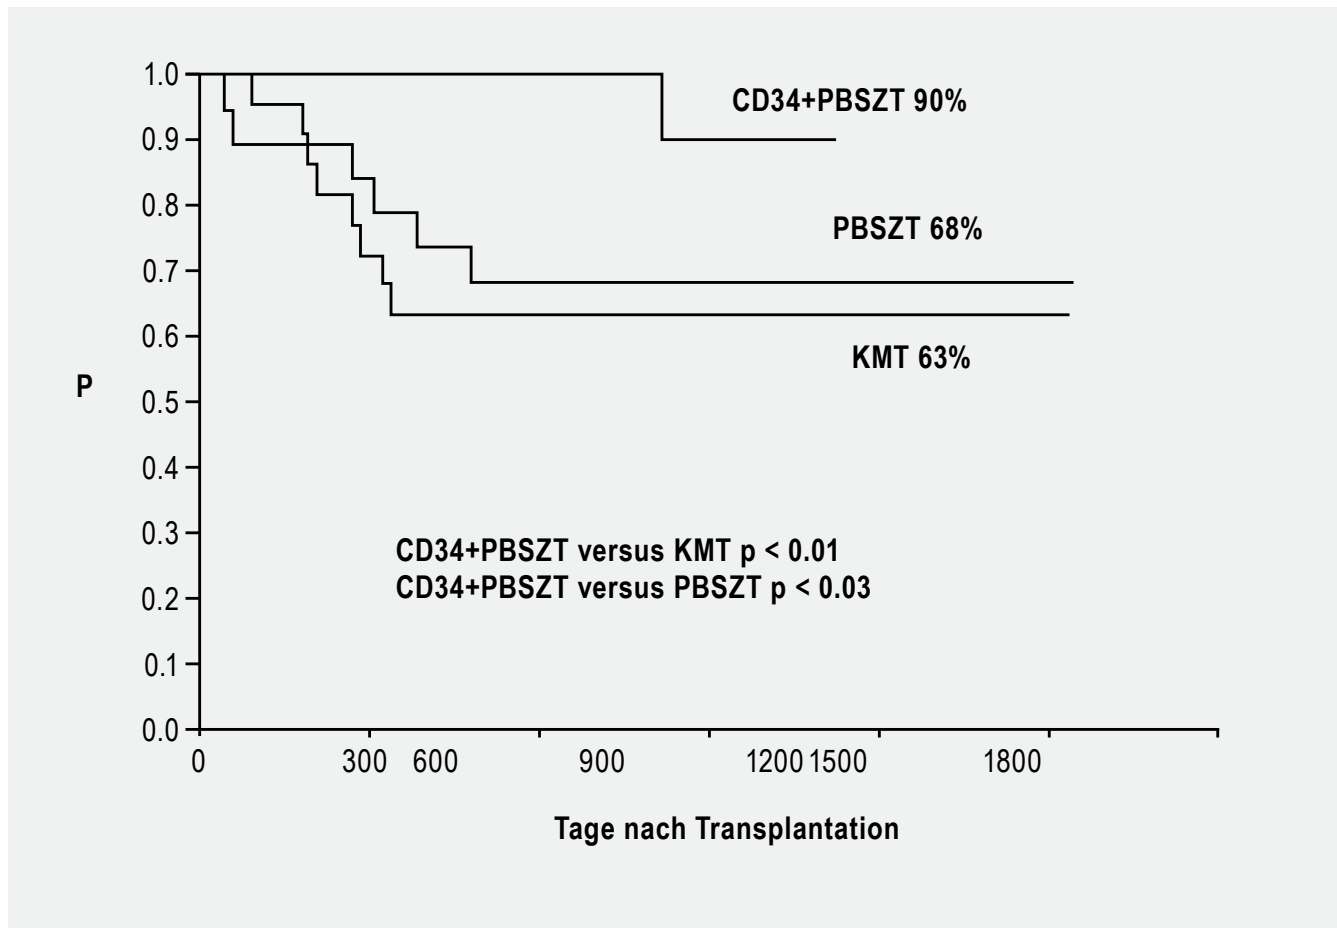 1.0
CD34+PBSZT 90%
0.9
0.8
PBSZT 68%
0.7
0.6
KMT 63%
P
0.5
0.4
0.3
CD34+PBSZT versus KMT p < 0.01
CD34+PBSZT versus PBSZT p < 0.03
0.2
0.1
0.0
0 300 600 900 1200 1500 1800
Tage nach Transplantation